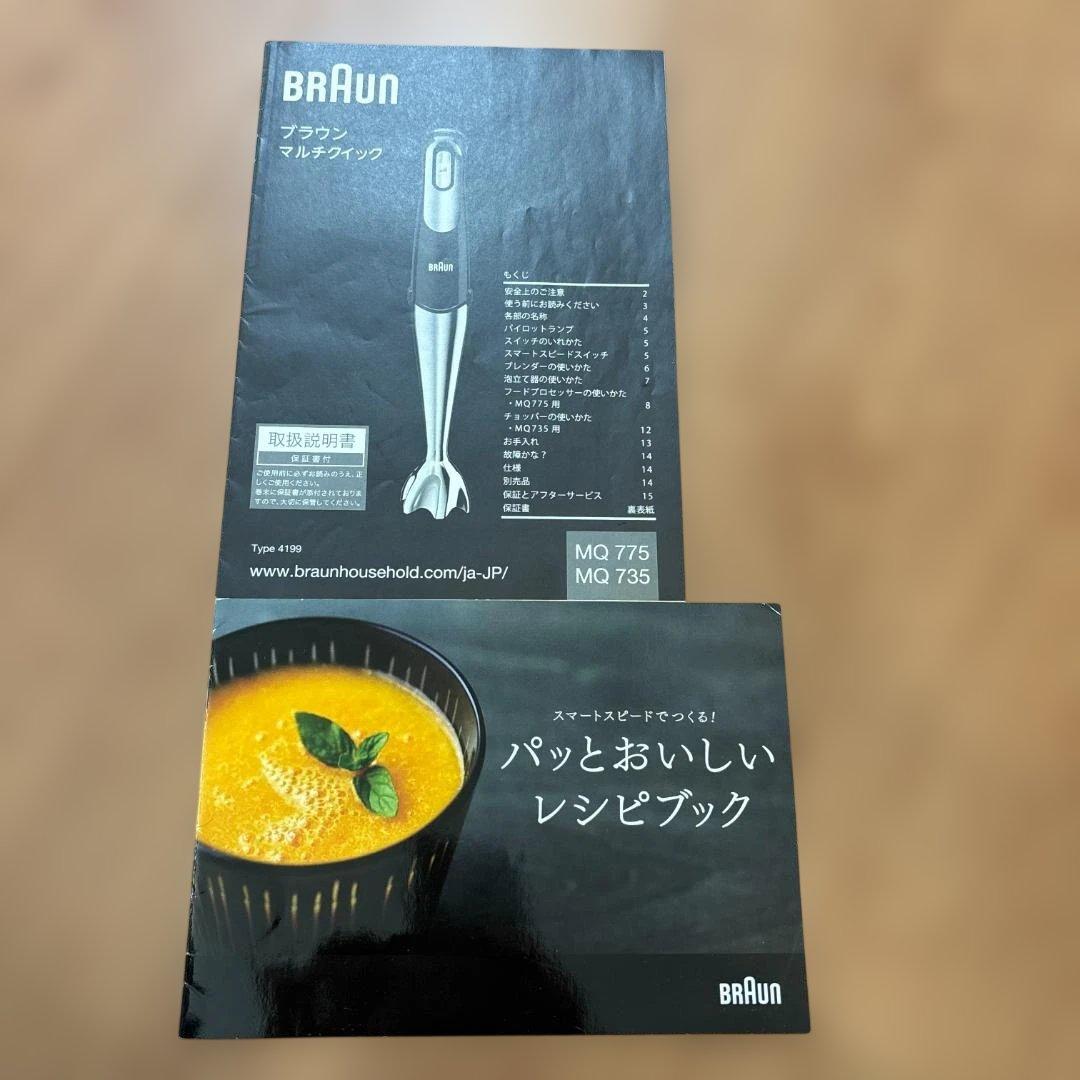 BRAUN
ブラウン
マルチクイック
BRAUN
もくじ
安全上のご注意 2
使う前にお読みください 3
各部の名称 4
パイロットランプ 5
スイッチのいれかた 5
スマートスピードスイッチ 5
ブレンダーの使いかた 6
泡立て器の使いかた 7
フードプロセッサーの使いかた
・MQ775 用 8
チョッパーの使いかた
・MQ735 用 12
お手入れ 13
故障かな? 14
仕様 14
別売品 14
保証とアフターサービス 15
保証書 裏表紙
取扱説明書
保証書付
ご使用前に必ずお読みのうえ、正
しくご使用ください。
巻末に保証書が添付されておりま
すので、大切に保管してください。
Type 4199
www.braunhousehold.com/ja-JP/
MQ 775
MQ 735
スマートスピードでつくる!
パッとおいしい
レシピブック
BRAUN